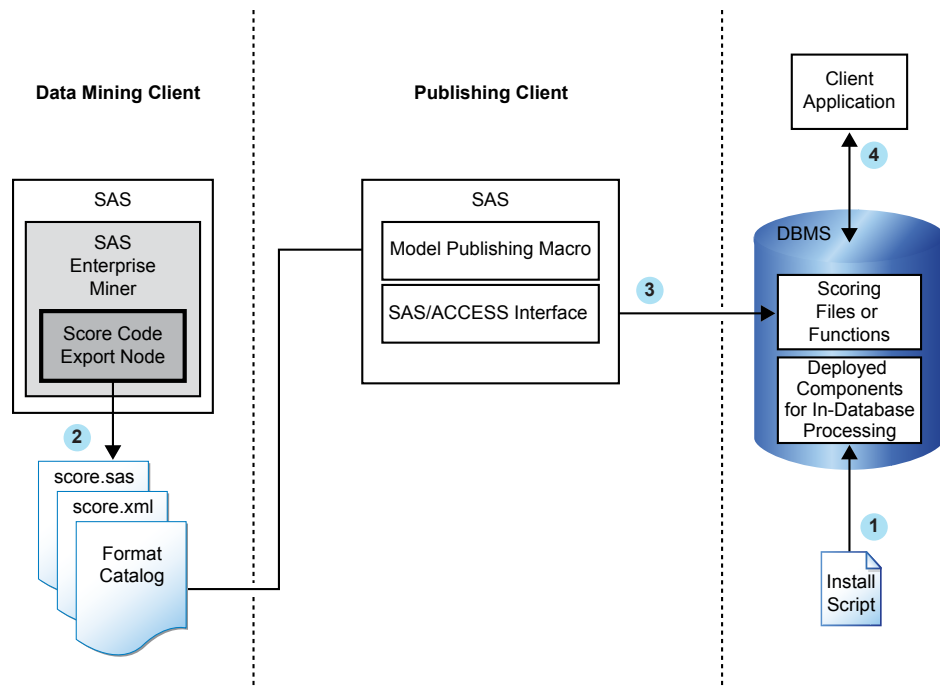 Data Mining Client
SAS
SAS
Enterprise
Miner
Score Code
Export Node
2
score.sas
score.xml
Format
Catalog
Publishing Client
SAS
Model Publishing Macro
SAS/ACCESS Interface
3
Client
Application
4
DBMS
Scoring
Files or
Functions
Deployed
Components
for In-Database
Processing
1
Install
Script